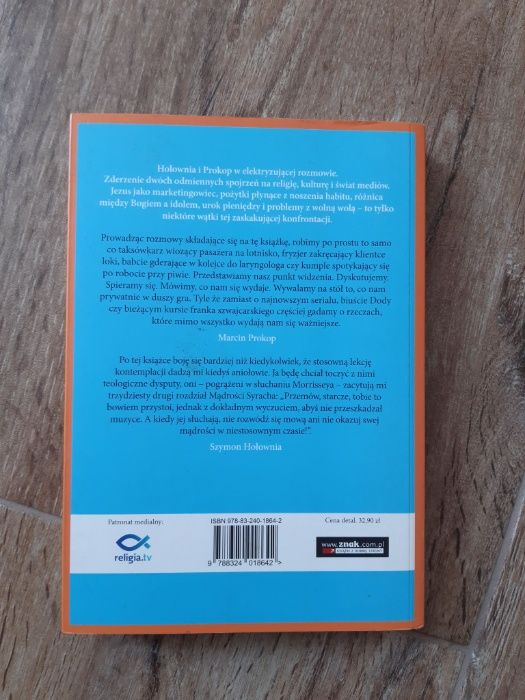 Hołownia i Prokop w elektryzującej rozmowie.
Zderzenie dwóch odmiennych spojrzeń na religię, kulturę i świat mediów.
Jezus jako marketingowiec, pożytki płynące z noszenia habitu, różnica
między Bogiem a idolem, urok pieniędzy i problemy z wolną wolą – to tylko
niektóre wątki tej zaskakującej konfrontacji.
Prowadząc rozmowy składające się na tę książkę, robimy po prostu to samo
co taksówkarz wiozący pasażera na lotnisko, fryzjer zakręcający klientce
loki, babcie gderające w kolejce do laryngologa czy kumple spotykający się
po robocie przy piwie. Przedstawiamy nasz punkt widzenia. Dyskutujemy.
Spieramy się. Mówimy, co nam się wydaje. Wywalamy na stół to, co nam
prywatnie w duszy gra. Tyle że zamiast o najnowszym serialu, biuście Dody
czy bieżącym kursie franka szwajcarskiego częściej gadamy o rzeczach,
które mimo wszystko wydają nam się ważniejsze.
Marcin Prokop
Po tej książce boję się bardziej niż kiedykolwiek, że stosowną lekcję
kontemplacji dadzą mi kiedyś aniołowie. Ja będę chciał toczyć z nimi
teologiczne dysputy, oni – pogrążeni w słuchaniu Morrisseya – zacytują mi
trzydziesty drugi rozdział Mądrości Syracha: „Przemów, starcze, tobie to
bowiem przystoi, jednak z dokładnym wyczuciem, abyś nie przeszkadzał
muzyce. A kiedy jej słuchają, nie rozwódź się mową ani nie okazuj swej
mądrości w niestosownym czasie!".
Szymon Hołownia
Patronat medialny:
religia.tv
ISBN 978-83-240-1864-2
9 788324 018642 >
Cena detal. 32,90 zł
www.znak.com.pl